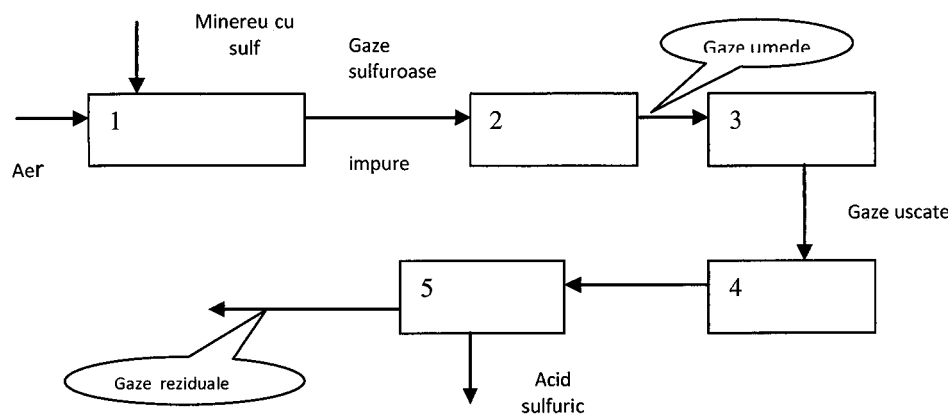 Minereu cu
sulf
Gaze
sulfuroase
Gaze umede
1
2
3
Aer
impure
Gaze uscate
5
4
Gaze reziduale
Acid
sulfuric